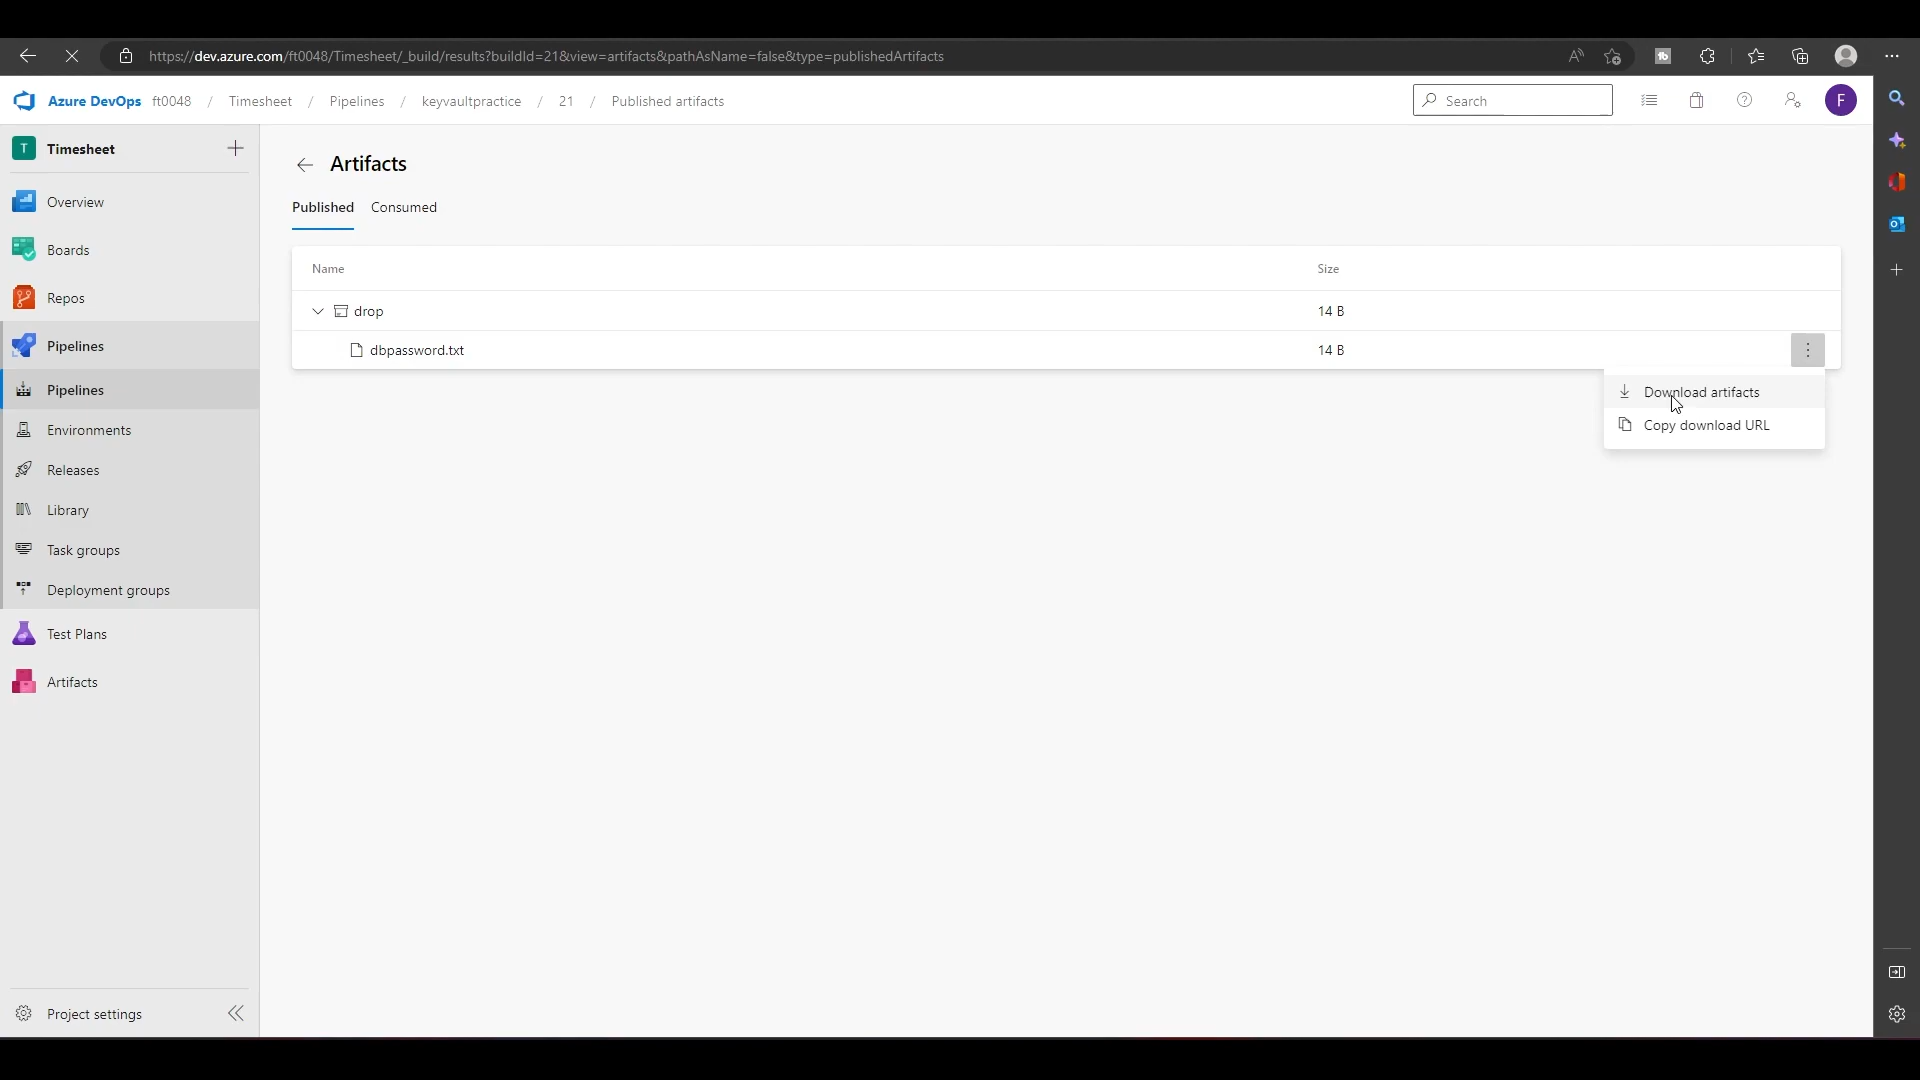 https://dev.azure.com/ft0048/Timesheet/_build/results?buildId=21&view=artifacts&pathAsName=false&type=publishedArtifacts
Azure DevOps ft0048 / Timesheet / Pipelines / keyvaultpractice / 21 / Published artifacts
Search
F
T Timesheet
Overview
Boards
Repos
Pipelines
Pipelines
Environments
Releases
Library
Task groups
Deployment groups
Test Plans
Artifacts
Project settings
Artifacts
Published Consumed
Name Size
drop 14 B
dbpassword.txt 14 B
Download artifacts
Copy download URL